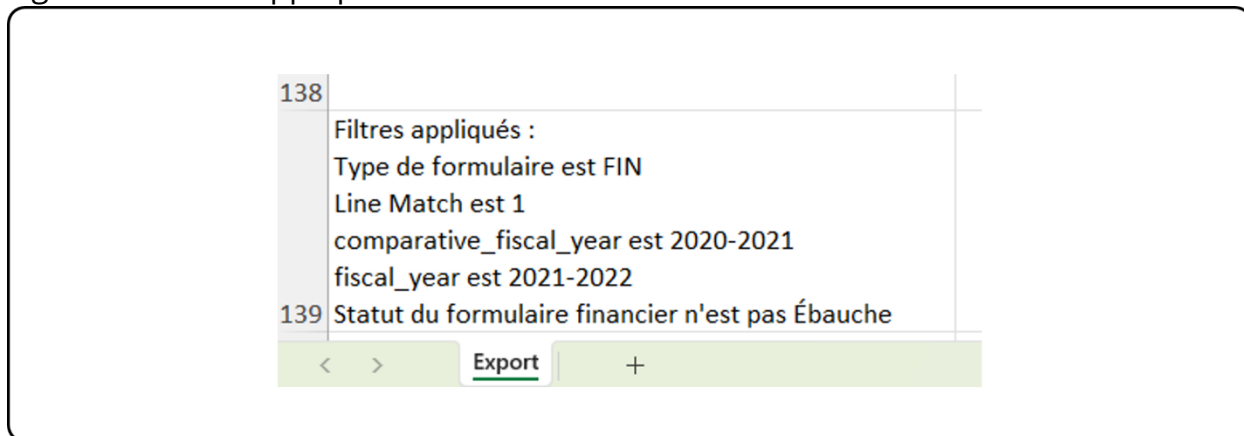 138
Filtres appliqués :
Type de formulaire est FIN
Line Match est 1
comparative_fiscal_year est 2020-2021
fiscal_year est 2021-2022
139 Statut du formulaire financier n'est pas Ébauche
< > Export +